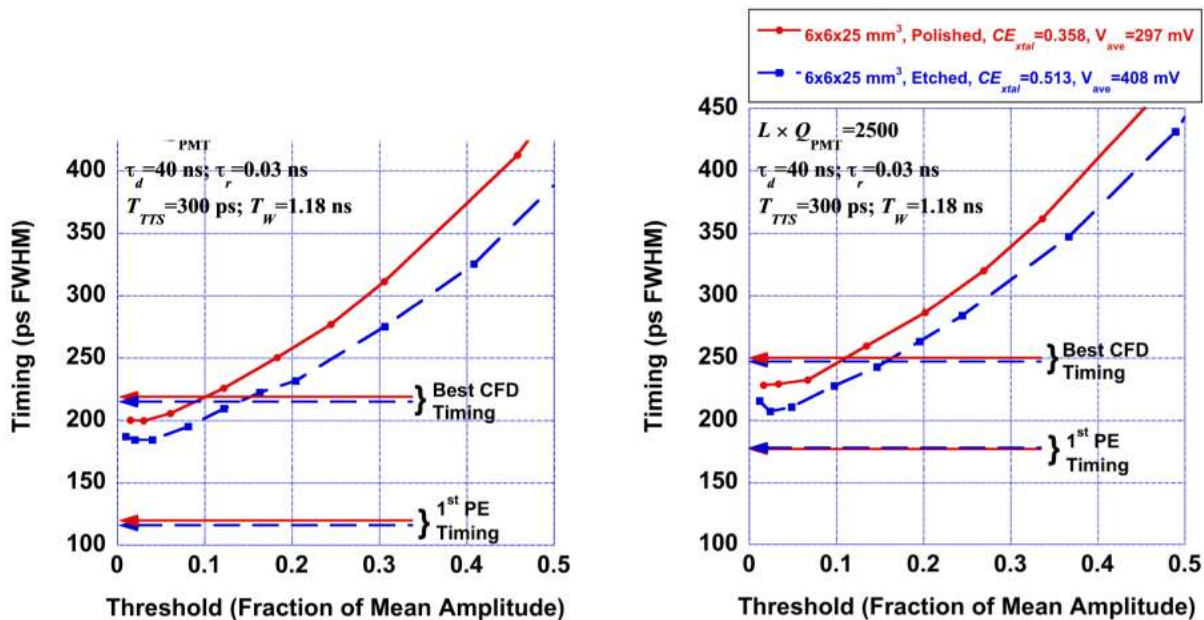 PMT
τd=40 ns; τr=0.03 ns
TTTS=300 ps; TW=1.18 ns
400
350
300
250
200
150
100
Timing (ps FWHM)
Best CFD
Timing
1st PE
Timing
0 0.1 0.2 0.3 0.4 0.5
Threshold (Fraction of Mean Amplitude)
6x6x25 mm3, Polished, CExtal=0.358, Vave=297 mV
6x6x25 mm3, Etched, CExtal=0.513, Vave=408 mV
L × QPMT=2500
τd=40 ns; τr=0.03 ns
TTTS=300 ps; TW=1.18 ns
450
400
350
300
250
200
150
100
Timing (ps FWHM)
Best CFD
Timing
1st PE
Timing
0 0.1 0.2 0.3 0.4 0.5
Threshold (Fraction of Mean Amplitude)